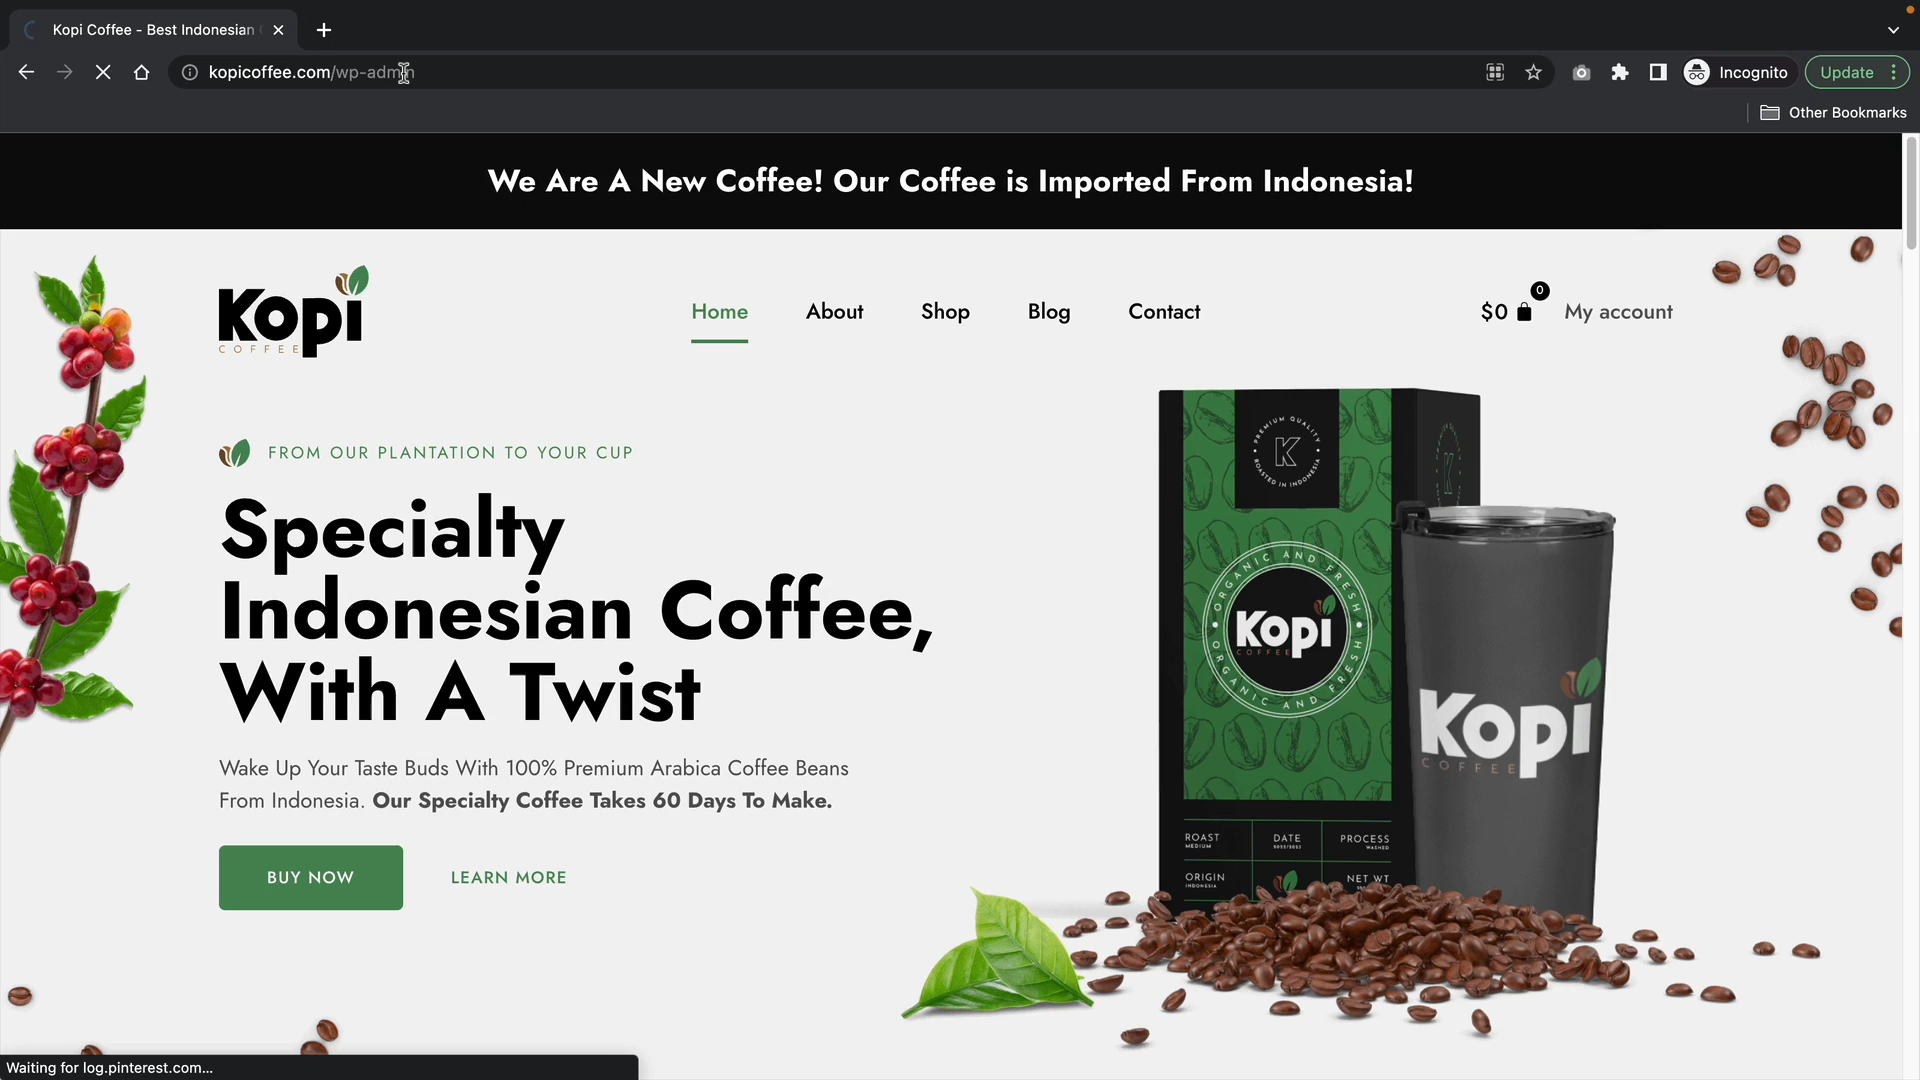 Kopi Coffee - Best Indonesian
kopicoffee.com/wp-admin
Incognito
Update
Other Bookmarks
We Are A New Coffee! Our Coffee is Imported From Indonesia!
Kopi
COFFEE
Home
About
Shop
Blog
Contact
$0
0
My account
FROM OUR PLANTATION TO YOUR CUP
Specialty
Indonesian Coffee,
With A Twist
Wake Up Your Taste Buds With 100% Premium Arabica Coffee Beans
From Indonesia. Our Specialty Coffee Takes 60 Days To Make.
BUY NOW
LEARN MORE
PREMIUM QUALITY
K
ROASTED IN INDONESIA
K
ORGANIC AND FRESH
Kopi
COFFEE
ORGANIC AND FRESH
ROAST
MEDIUM
DATE
PROCESS
WASHED
ORIGIN
INDONESIA
NET WT
Kopi
COFFEE
Waiting for log.pinterest.com...